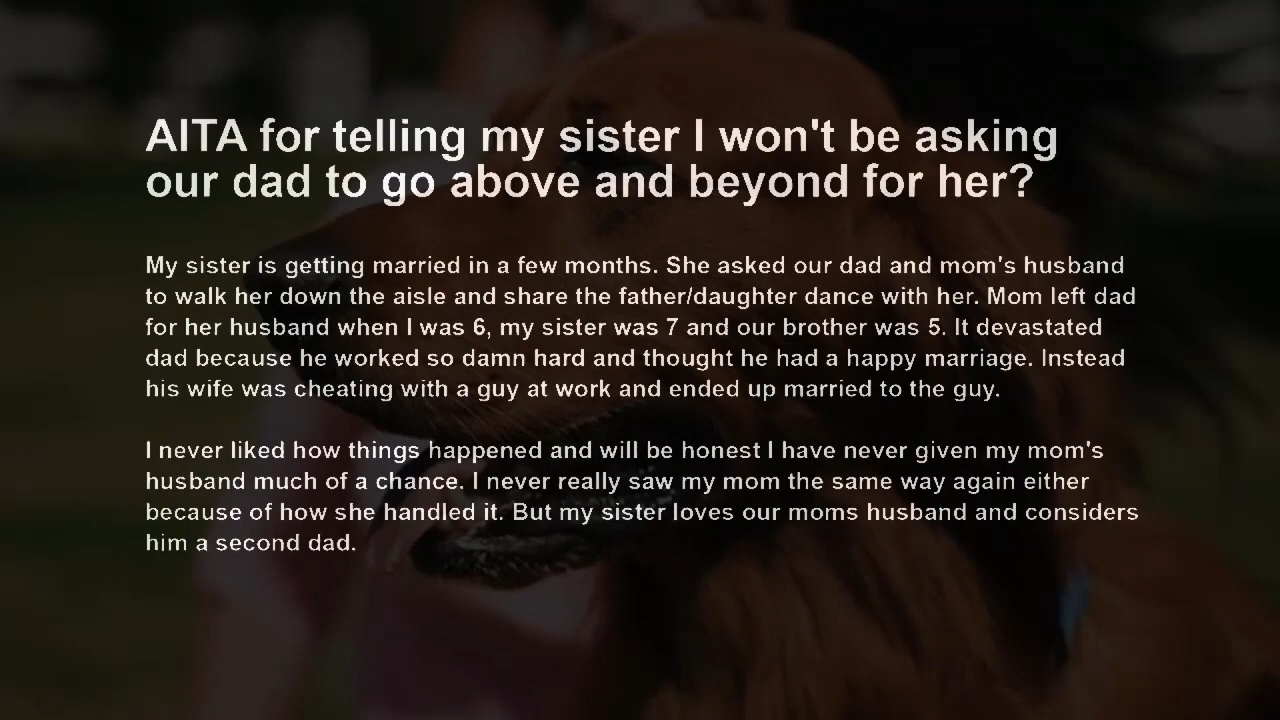 AITA for telling my sister I won't be asking
our dad to go above and beyond for her?
My sister is getting married in a few months. She asked our dad and mom's husband
to walk her down the aisle and share the father/daughter dance with her. Mom left dad
for her husband when I was 6, my sister was 7 and our brother was 5. It devastated
dad because he worked so damn hard and thought he had a happy marriage. Instead
his wife was cheating with a guy at work and ended up married to the guy.
I never liked how things happened and will be honest I have never given my mom's
husband much of a chance. I never really saw my mom the same way again either
because of how she handled it. But my sister loves our moms husband and considers
him a second dad.